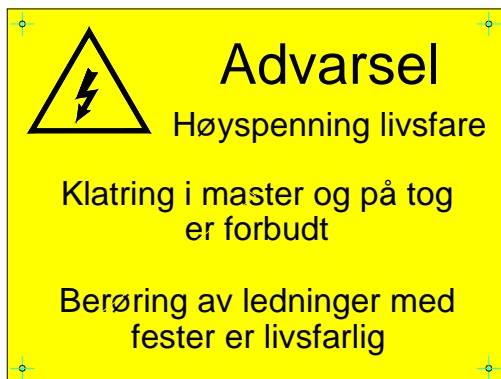 Advarsel
Høyspenning livsfare
Klatring i master og på tog
er forbudt
Berøring av ledninger med
fester er livsfarlig